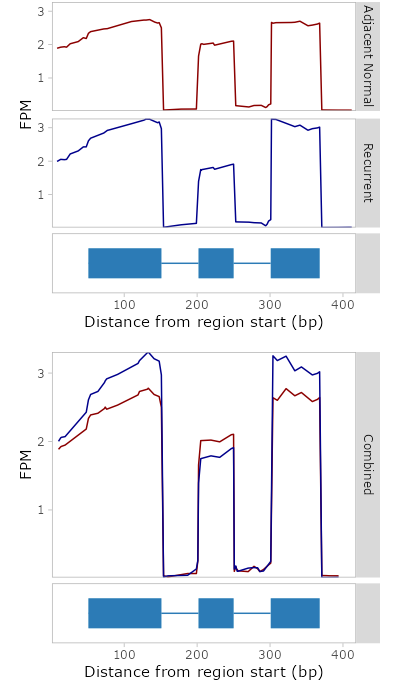 3
2
1
Adjacent Normal
FPM
3
2
1
Recurrent
100 200 300 400
Distance from region start (bp)
3
2
1
FPM
Combined
100 200 300 400
Distance from region start (bp)